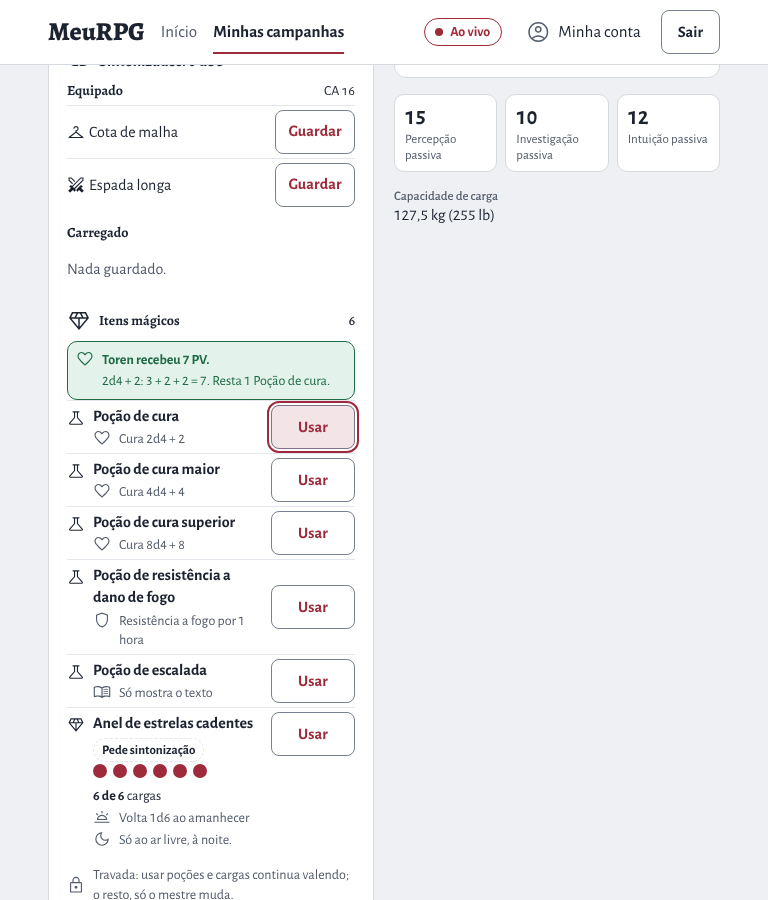 MeuRPG
Início
Minhas campanhas
Ao vivo
Minha conta
Sair
Equipado
CA 16
Cota de malha
Guardar
Espada longa
Guardar
Carregado
Nada guardado.
Itens mágicos
6
Toren recebeu 7 PV.
2d4 + 2: 3 + 2 + 2 = 7. Resta 1 Poção de cura.
Poção de cura
Cura 2d4 + 2
Usar
Poção de cura maior
Cura 4d4 + 4
Usar
Poção de cura superior
Cura 8d4 + 8
Usar
Poção de resistência a
dano de fogo
Resistência a fogo por 1
hora
Usar
Poção de escalada
Só mostra o texto
Usar
Anel de estrelas cadentes
Usar
Pede sintonização
6 de 6 cargas
Volta 1d6 ao amanhecer
Só ao ar livre, à noite.
Travada: usar poções e cargas continua valendo;
o resto, só o mestre muda.
15
Percepção
passiva
10
Investigação
passiva
12
Intuição passiva
Capacidade de carga
127,5 kg (255 lb)